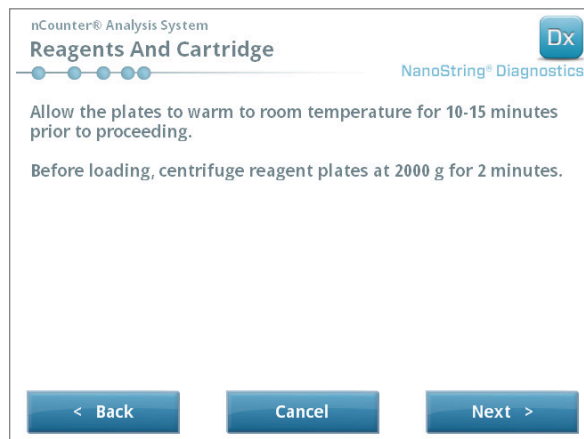 nCounter® Analysis System
Reagents And Cartridge
Dx
NanoString® Diagnostics
Allow the plates to warm to room temperature for 10-15 minutes
prior to proceeding.
Before loading, centrifuge reagent plates at 2000 g for 2 minutes.
< Back
Cancel
Next >